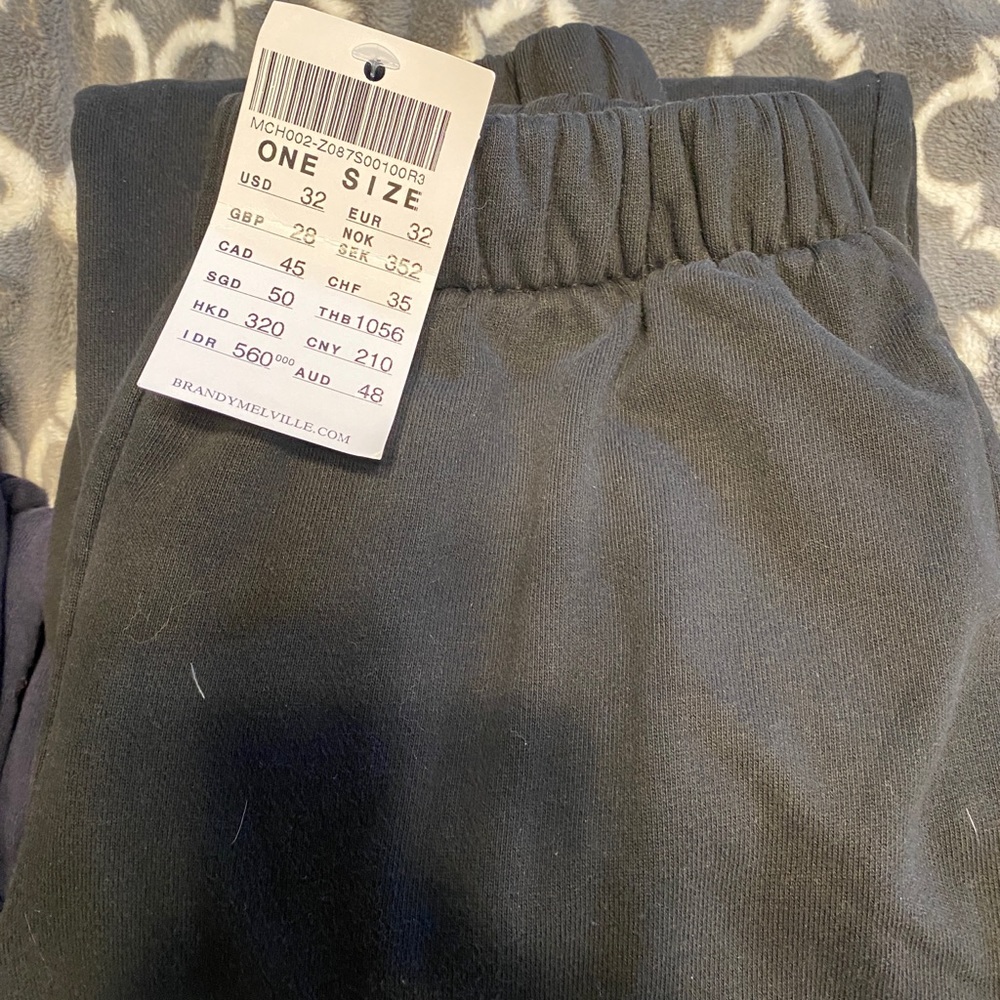 MCH002-Z087S00100R3
ONE SIZE
USD 32 EUR 32
GBP 28 NOK SEK 352
CAD 45 CHF 35
SGD 50 THB 1056
HKD 320 CNY 210
IDR 560 000 AUD 48
BRANDYMELVILLE.COM